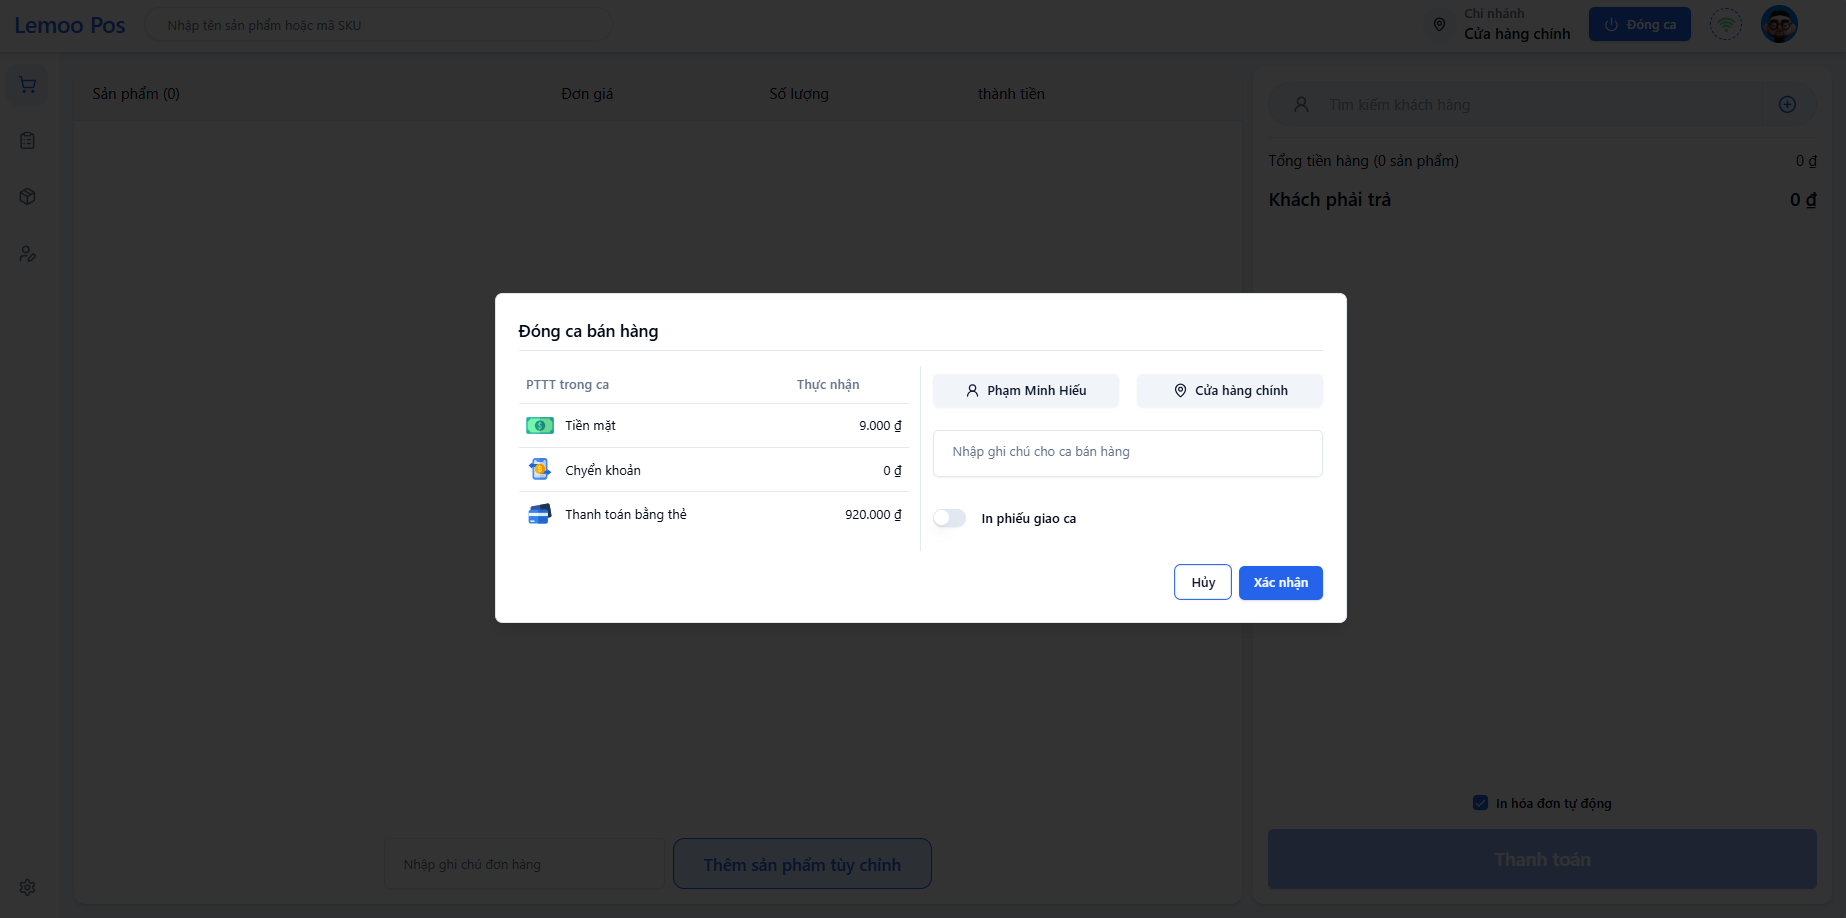 Lemoo Pos
Nhập tên sản phẩm hoặc mã SKU
Chi nhánh
Cửa hàng chính
Đóng ca
Sản phẩm (0)
Đơn giá
Số lượng
thành tiền
Tìm kiếm khách hàng
Tổng tiền hàng (0 sản phẩm)
0 ₫
Khách phải trả
0 ₫
Đóng ca bán hàng
PTTT trong ca
Thực nhận
Tiền mặt
9.000 ₫
Chyển khoản
0 ₫
Thanh toán bằng thẻ
920.000 ₫
Phạm Minh Hiếu
Cửa hàng chính
Nhập ghi chú cho ca bán hàng
In phiếu giao ca
Hủy
Xác nhận
In hóa đơn tự động
Nhập ghi chú đơn hàng
Thêm sản phẩm tùy chỉnh
Thanh toán